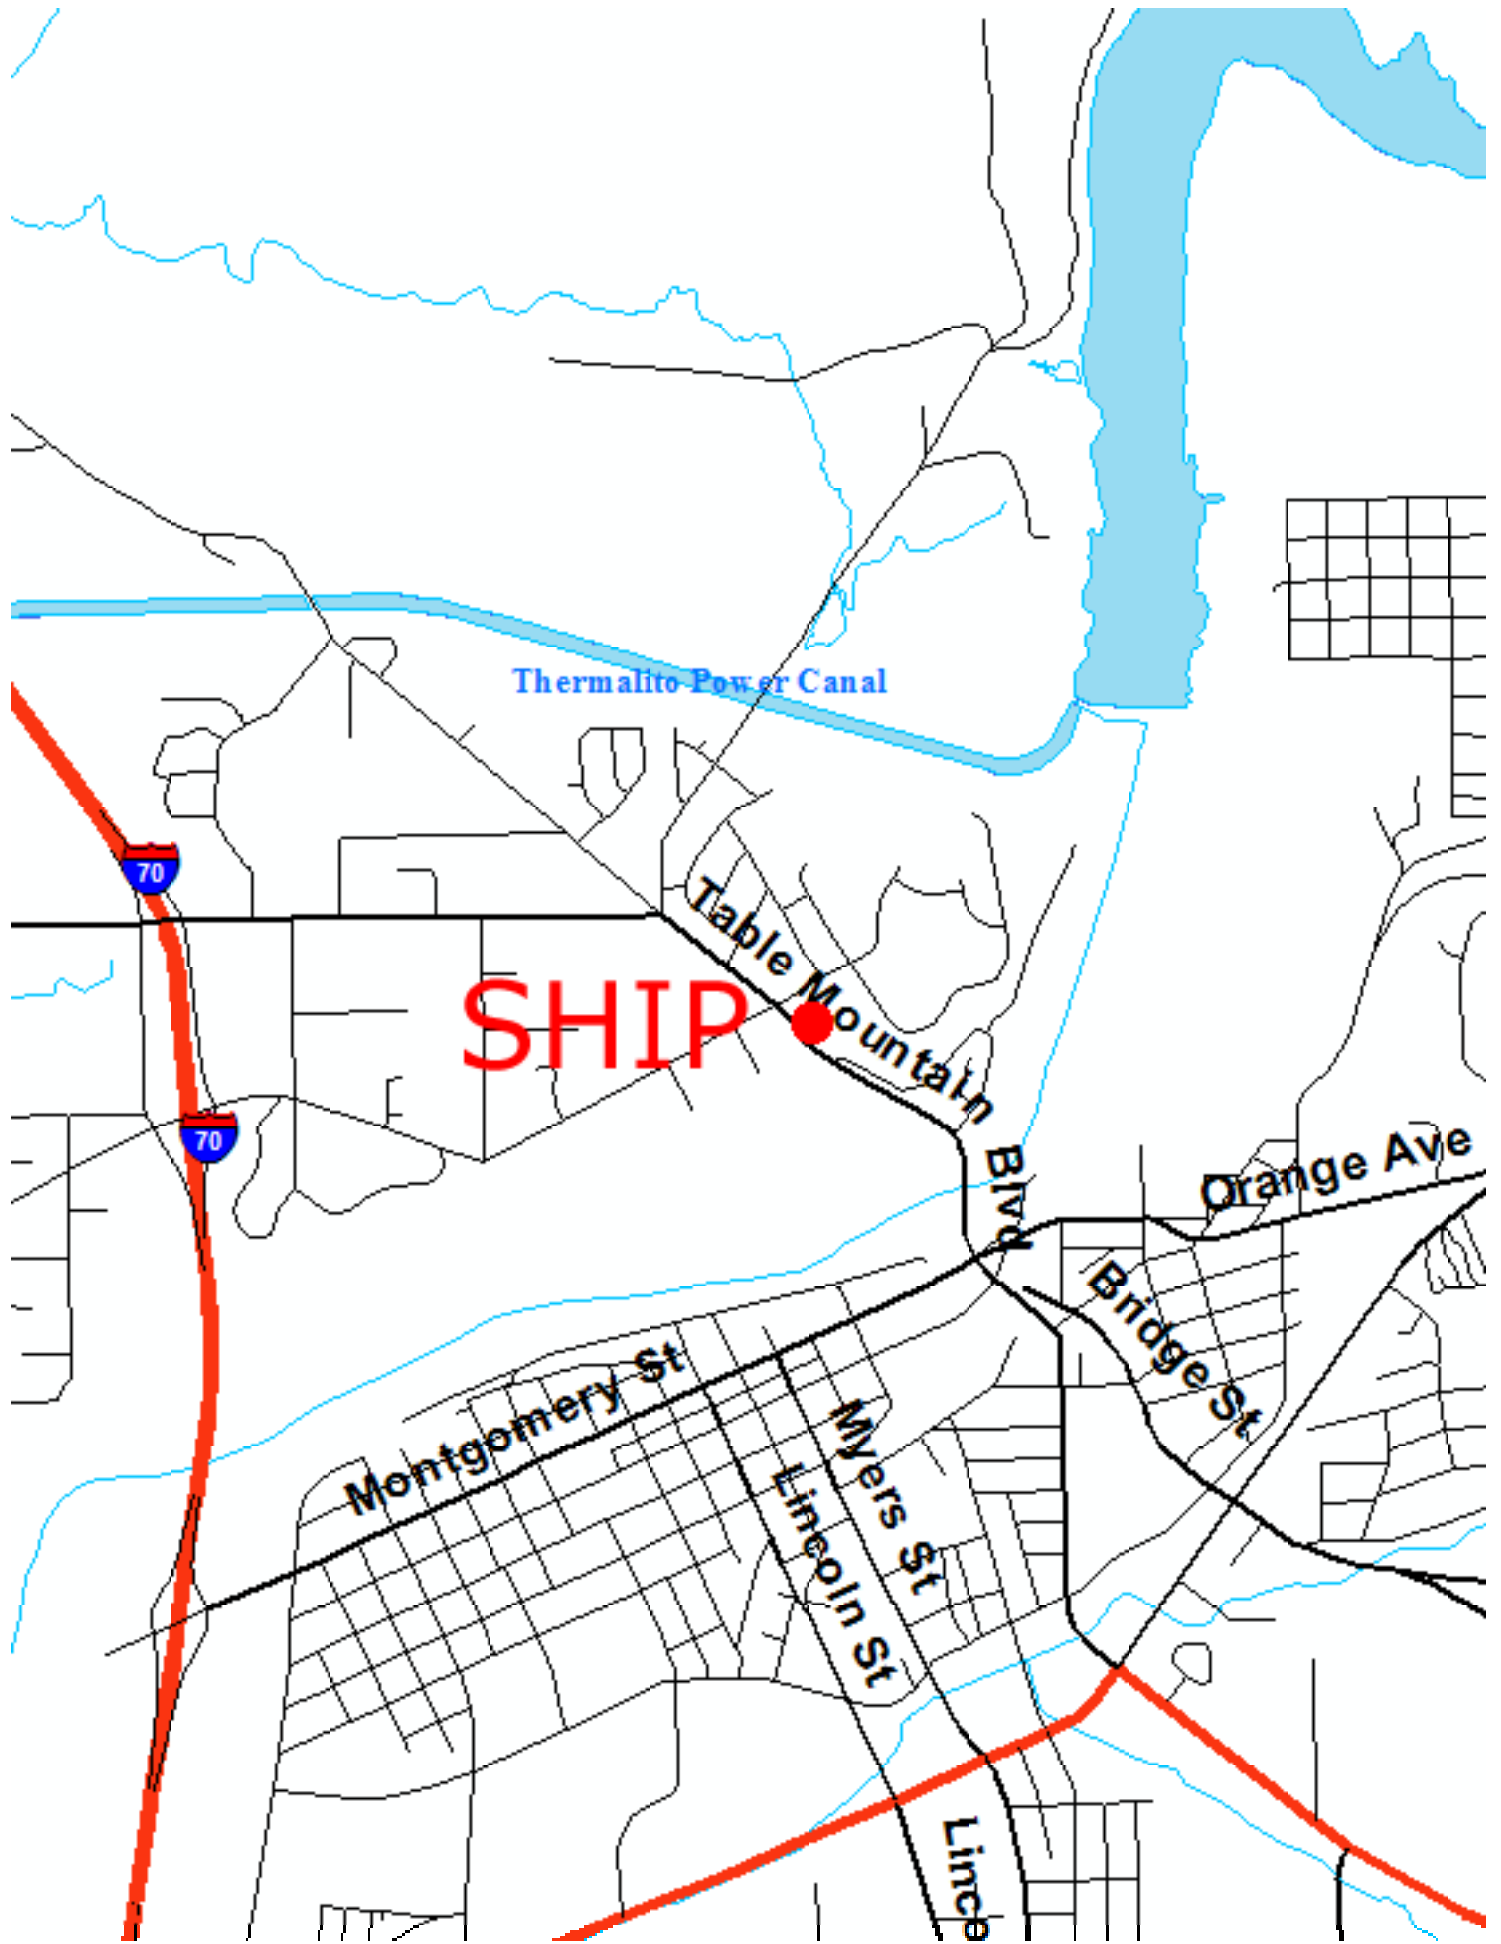 Thermalito Power Canal
70
Table Mountain Blvd
SHIP
70
Orange Ave
Bridge St
Montgomery St
Myers St
Lincoln St
Linco